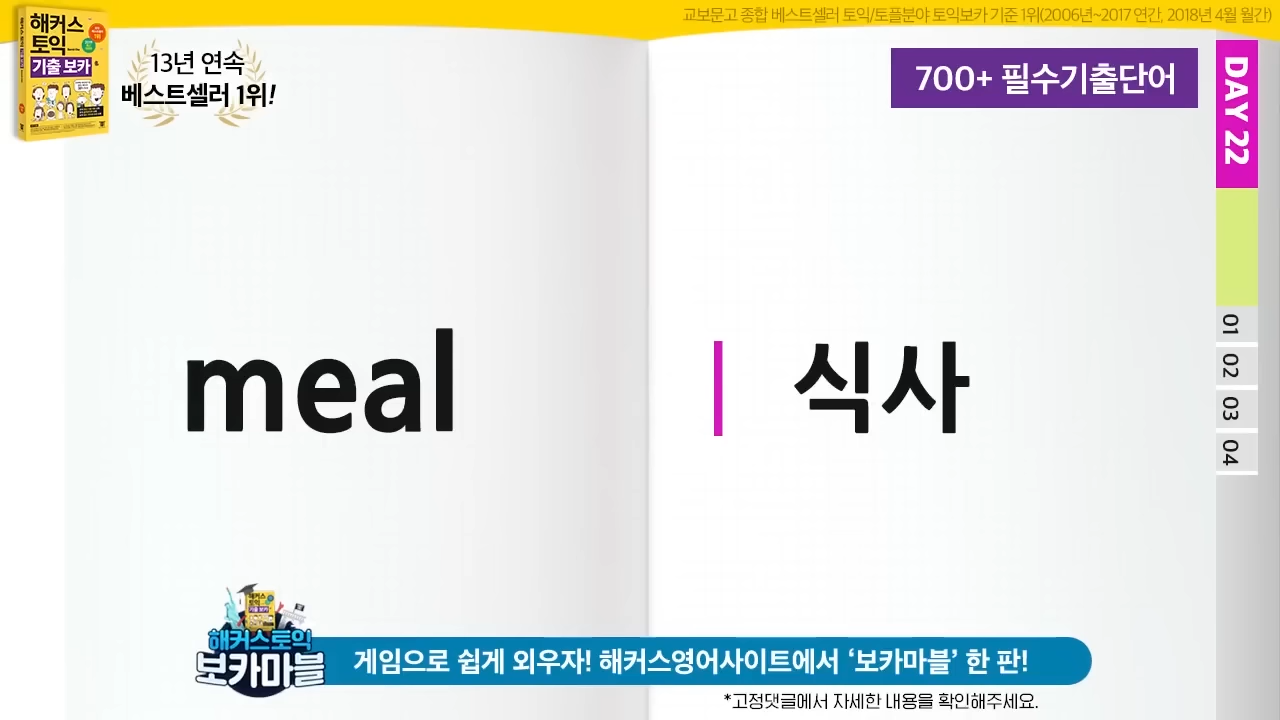 교보문고 종합 베스트셀러 토익/토플분야 토익보카 기준 1위(2006년~2017 연간, 2018년 4월 월간)
해커스
토익
기출 보카
13년 연속
베스트셀러 1위!
700+ 필수기출단어
DAY 22
01
02
03
04
meal
식사
해커스토익
보카마블
게임으로 쉽게 외우자! 해커스영어사이트에서 ‘보카마블’ 한 판!
*고정댓글에서 자세한 내용을 확인해주세요.